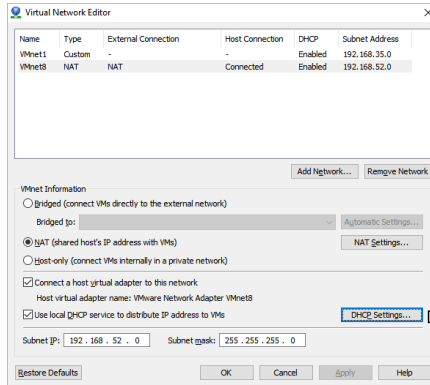 Virtual Network Editor
Name Type External Connection Host Connection DHCP Subnet Address
VMnet1 Custom - - Enabled 192.168.35.0
VMnet8 NAT NAT Connected Enabled 192.168.52.0
Add Network... Remove Network
VMnet Information
Bridged (connect VMs directly to the external network)
Bridged to: Automatic Settings...
NAT (shared host's IP address with VMs) NAT Settings...
Host-only (connect VMs internally in a private network)
Connect a host virtual adapter to this network
Host virtual adapter name: VMware Network Adapter VMnet8
Use local DHCP service to distribute IP address to VMs DHCP Settings...
Subnet IP: 192 . 168 . 52 . 0 Subnet mask: 255 . 255 . 255 . 0
Restore Defaults OK Cancel Apply Help